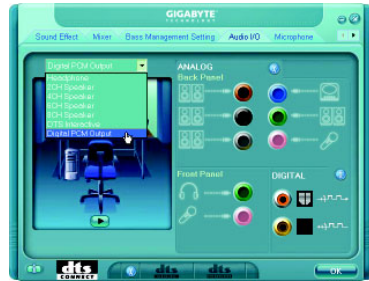 GIGABYTE
Sound Effect Mixer Bass Management Setting Audio I/O Microphone
Digital PCM Output
ANALOG
Back Panel
Headphone
2CH Speaker
4CH Speaker
6CH Speaker
8CH Speaker
DTS Interactive
Digital PCM Output
Front Panel
DIGITAL
dts
CONNECT
dts
dts
OK